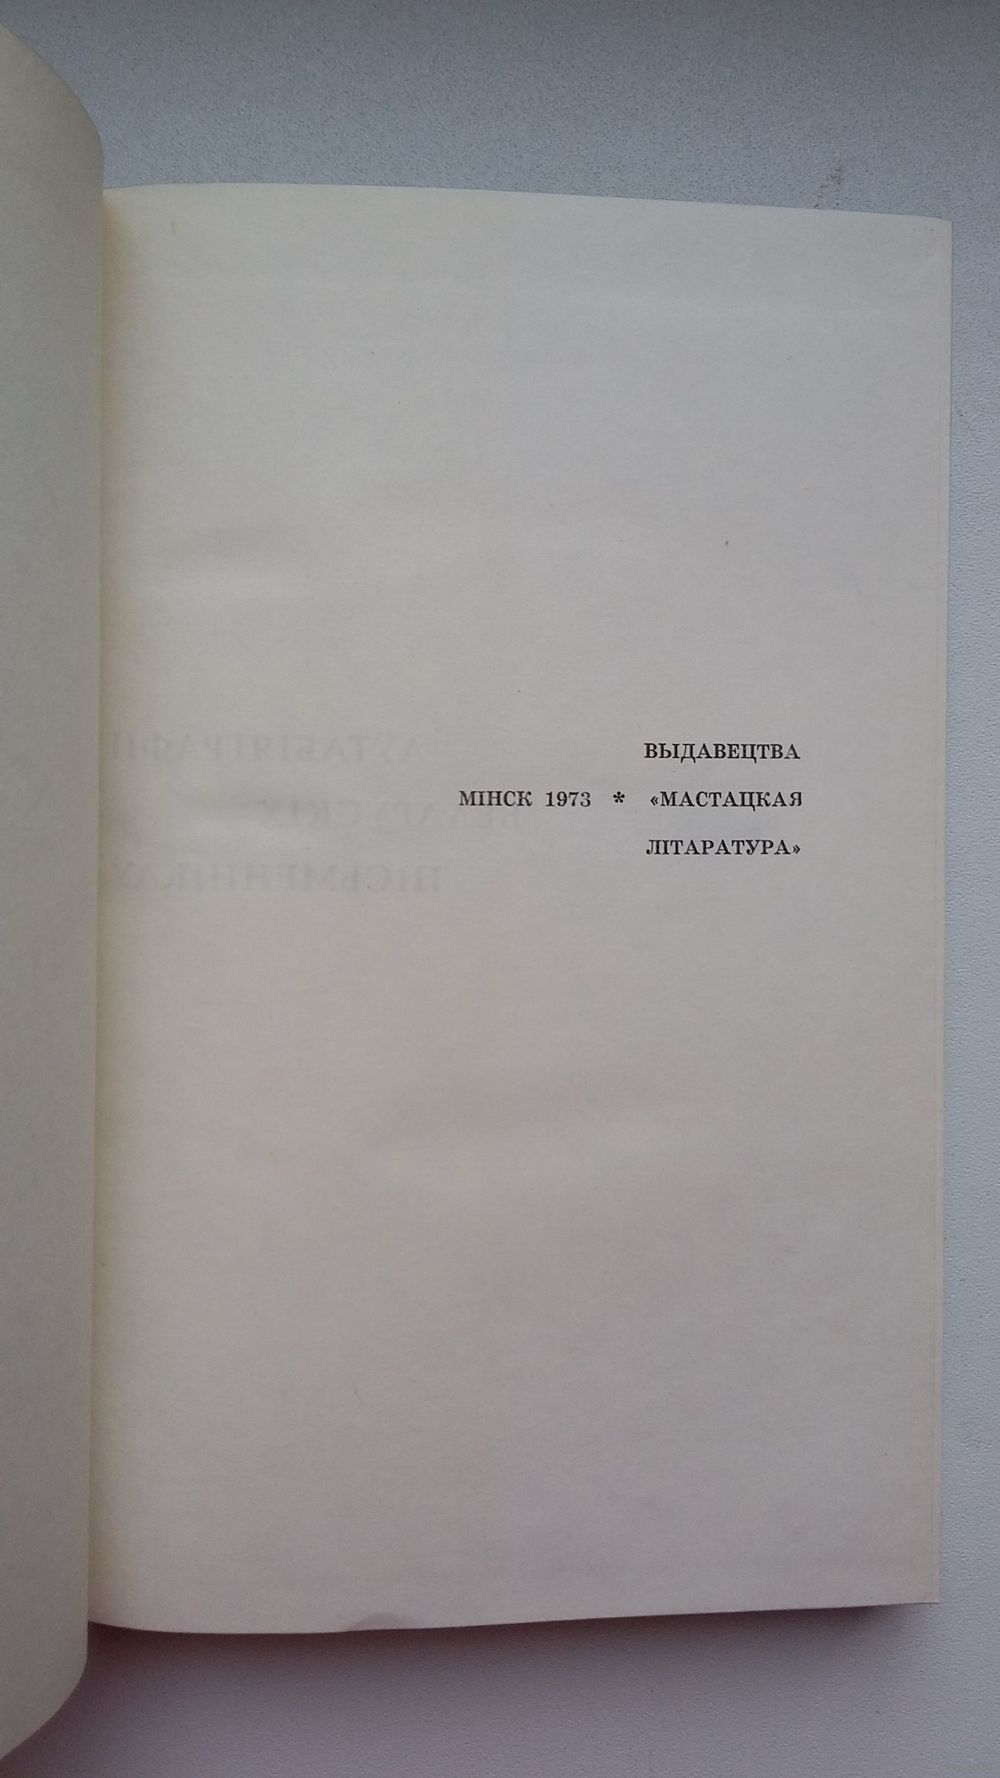 ВЫДАВЕЦТВА
МІНСК 1973 * «МАСТАЦКАЯ
ЛІТАРАТУРА»